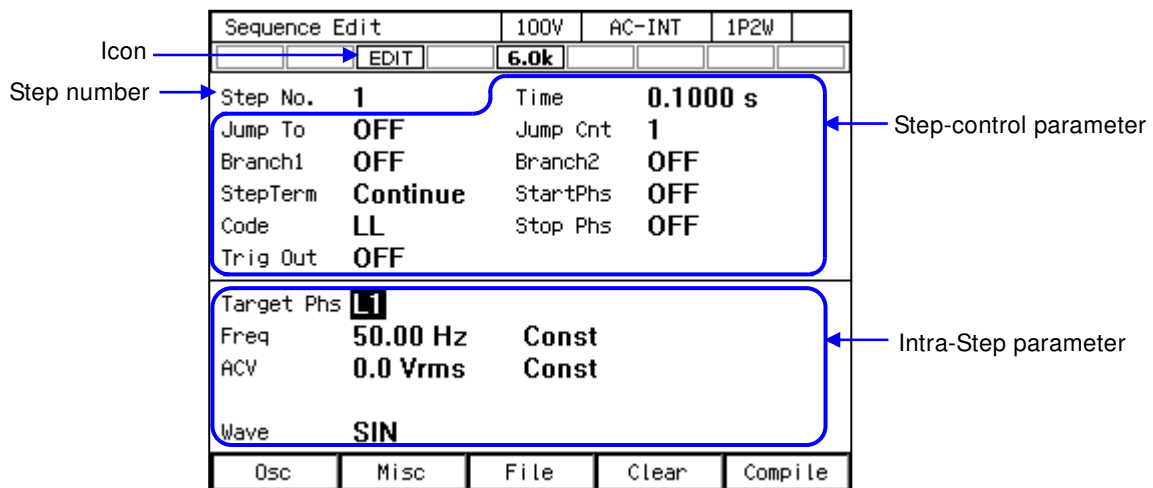 Sequence Edit 100V AC-INT 1P2W
Icon EDIT 6.0k
Step number Step No. 1 Time 0.1000 s
Jump To OFF Jump Cnt 1 Step-control parameter
Branch1 OFF Branch2 OFF
StepTerm Continue StartPhs OFF
Code LL Stop Phs OFF
Trig Out OFF
Target Phs L1
Freq 50.00 Hz Const Intra-Step parameter
ACV 0.0 Vrms Const
Wave SIN
Osc Misc File Clear Compile